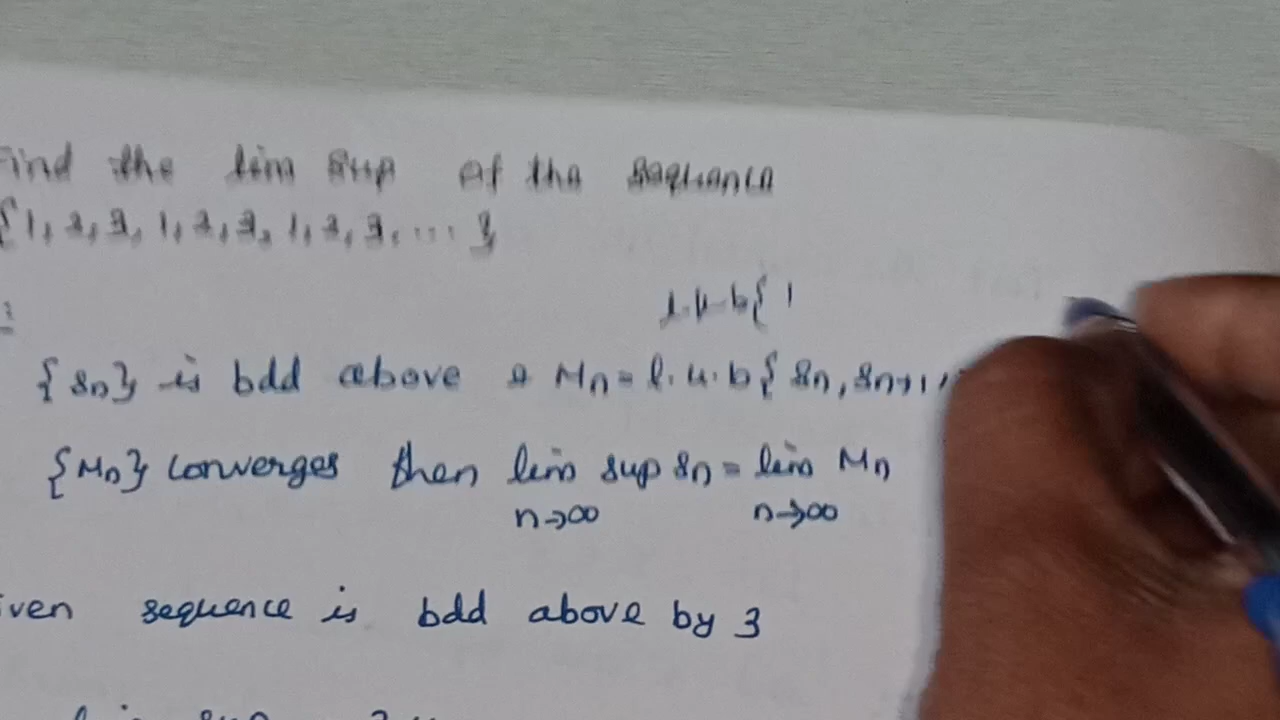 Find the lim sup of the sequence
{1, 2, 3, 1, 2, 3, 1, 2, 3, ... }
l.u.b{ 1
{sn} is bdd above & Mn = l.u.b{ sn, sn+1,
{Mn} converges then lim sup sn = lim Mn
n→∞ n→∞
iven sequence is bdd above by 3